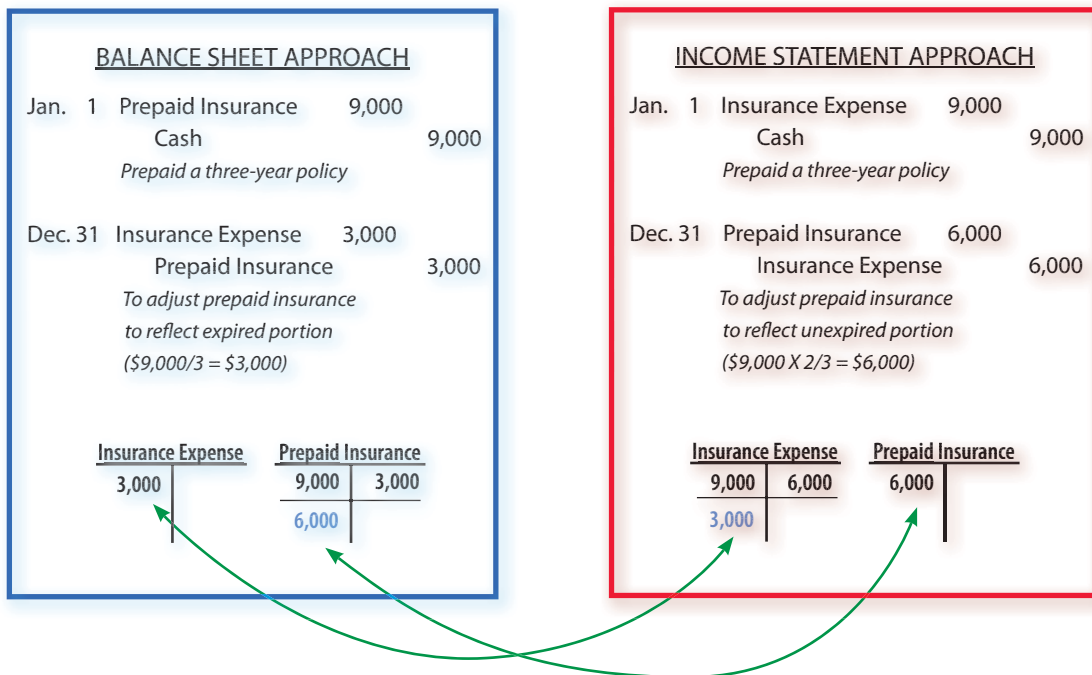 BALANCE SHEET APPROACH
Jan. 1 Prepaid Insurance 9,000
Cash 9,000
Prepaid a three-year policy
Dec. 31 Insurance Expense 3,000
Prepaid Insurance 3,000
To adjust prepaid insurance
to reflect expired portion
($9,000/3 = $3,000)
Insurance Expense Prepaid Insurance
3,000 9,000 3,000
6,000
INCOME STATEMENT APPROACH
Jan. 1 Insurance Expense 9,000
Cash 9,000
Prepaid a three-year policy
Dec. 31 Prepaid Insurance 6,000
Insurance Expense 6,000
To adjust prepaid insurance
to reflect unexpired portion
($9,000 X 2/3 = $6,000)
Insurance Expense Prepaid Insurance
9,000 6,000 6,000
3,000